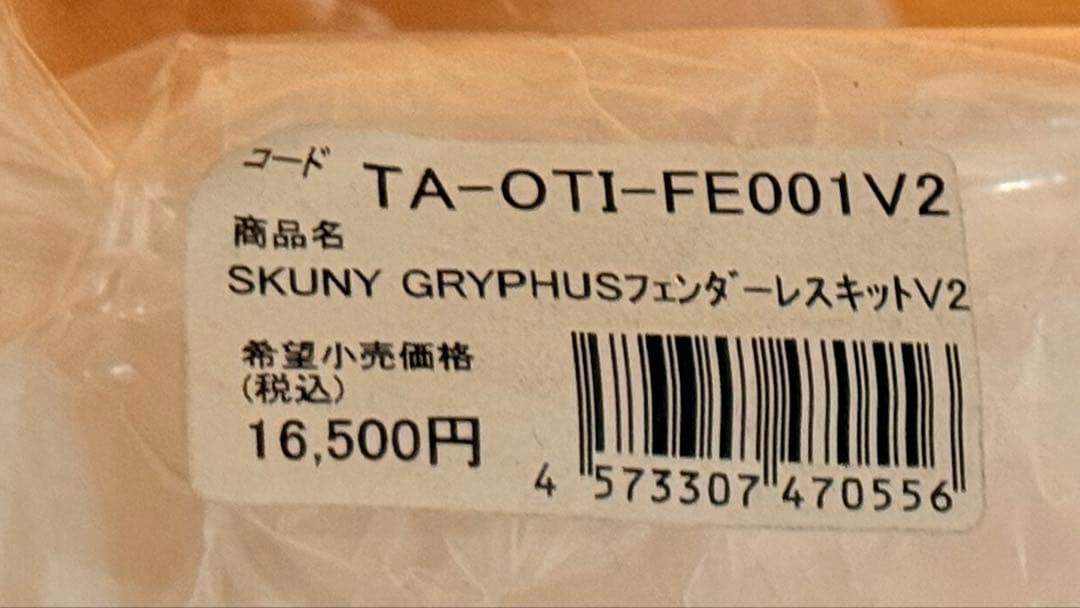 コード TA-OTI-FE001V2
商品名
SKUNY GRYPHUSフェンダーレスキットV2
希望小売価格
(税込)
16,500円
4 573307 470556